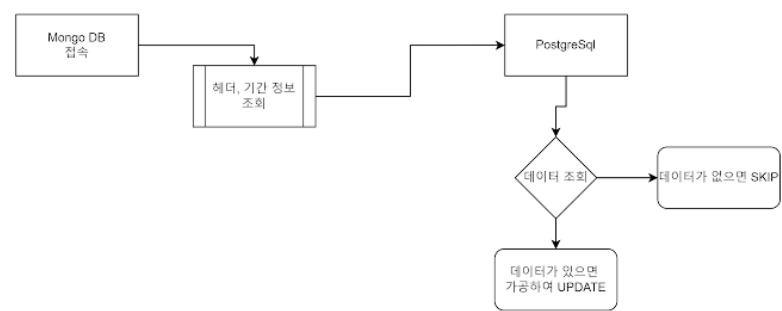 Mongo DB
접속
헤더, 기간 정보
조회
PostgreSql
데이터 조회
데이터가 없으면 SKIP
데이터가 있으면
가공하여 UPDATE